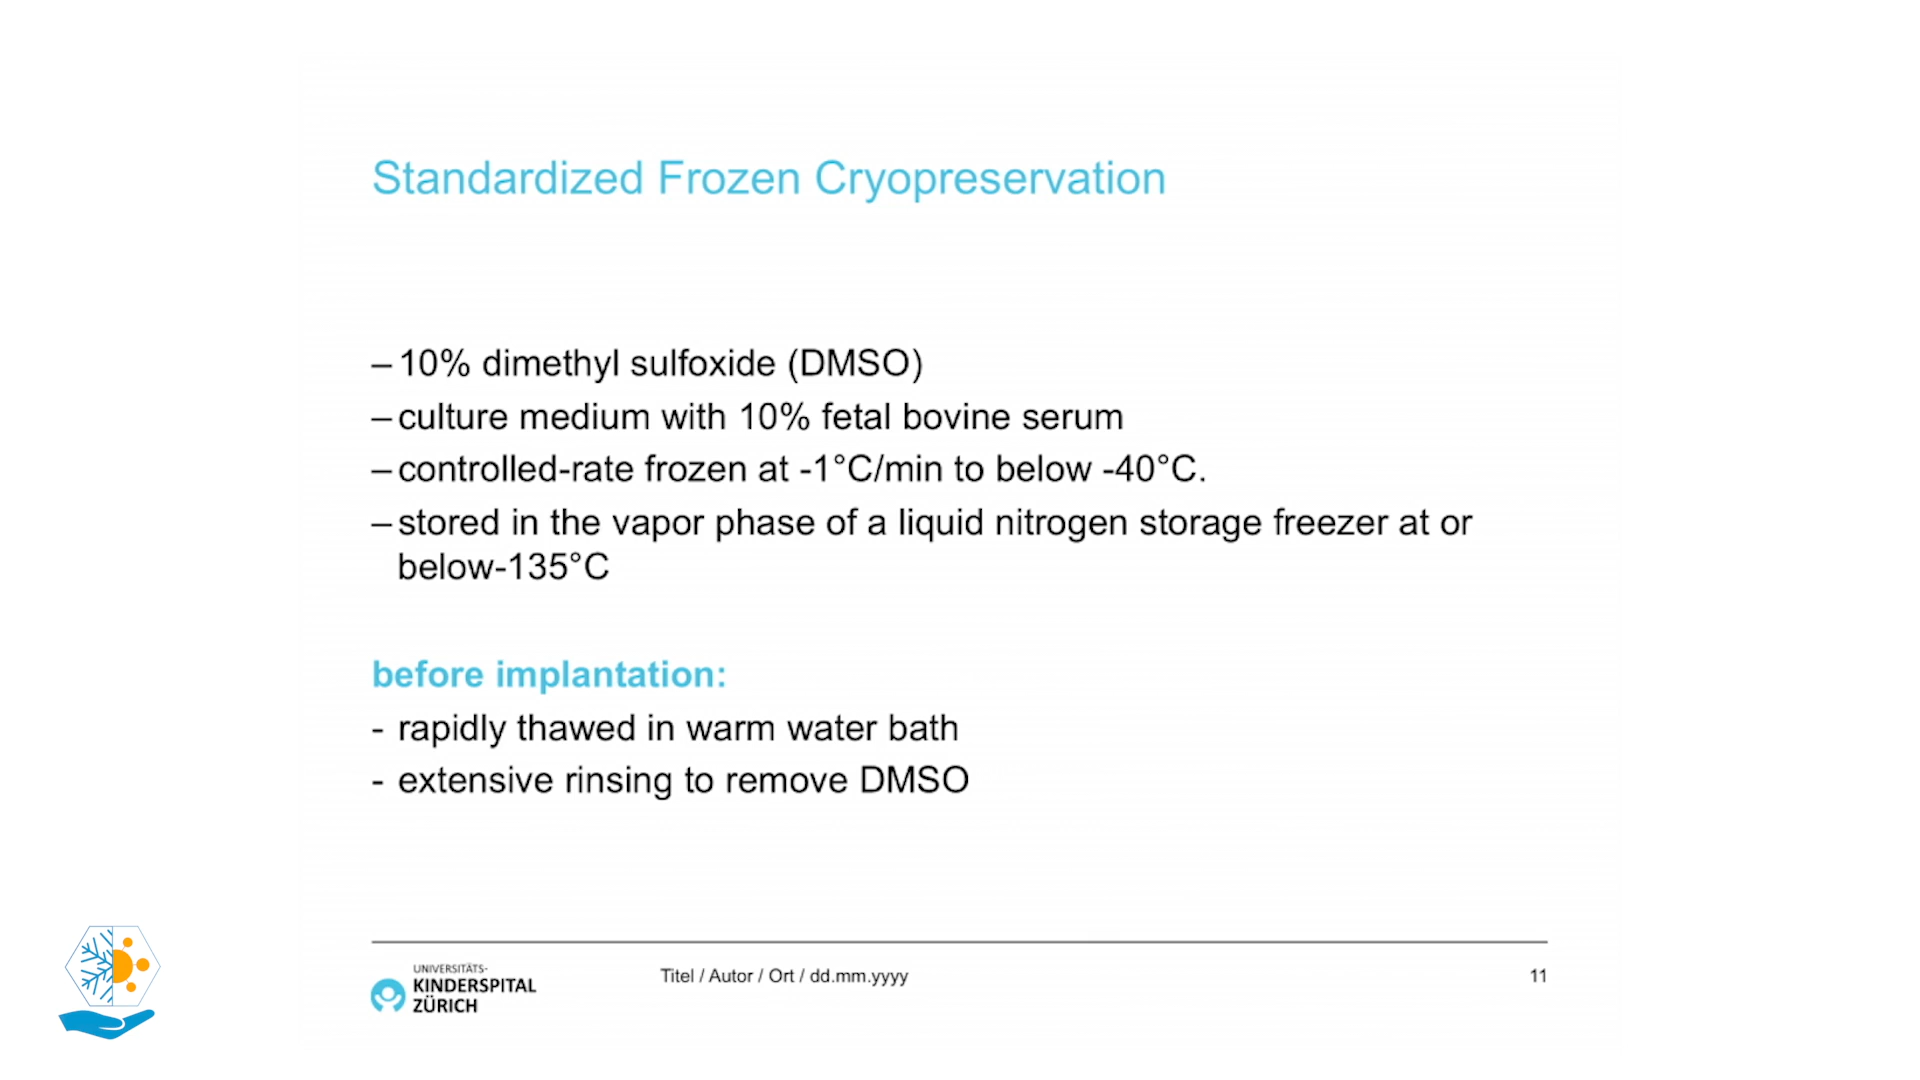 Standardized Frozen Cryopreservation
– 10% dimethyl sulfoxide (DMSO)
– culture medium with 10% fetal bovine serum
– controlled-rate frozen at -1°C/min to below -40°C.
– stored in the vapor phase of a liquid nitrogen storage freezer at or
below-135°C
before implantation:
- rapidly thawed in warm water bath
- extensive rinsing to remove DMSO
UNIVERSITÄTS-
KINDERSPITAL
ZÜRICH
Titel / Autor / Ort / dd.mm.yyyy
11